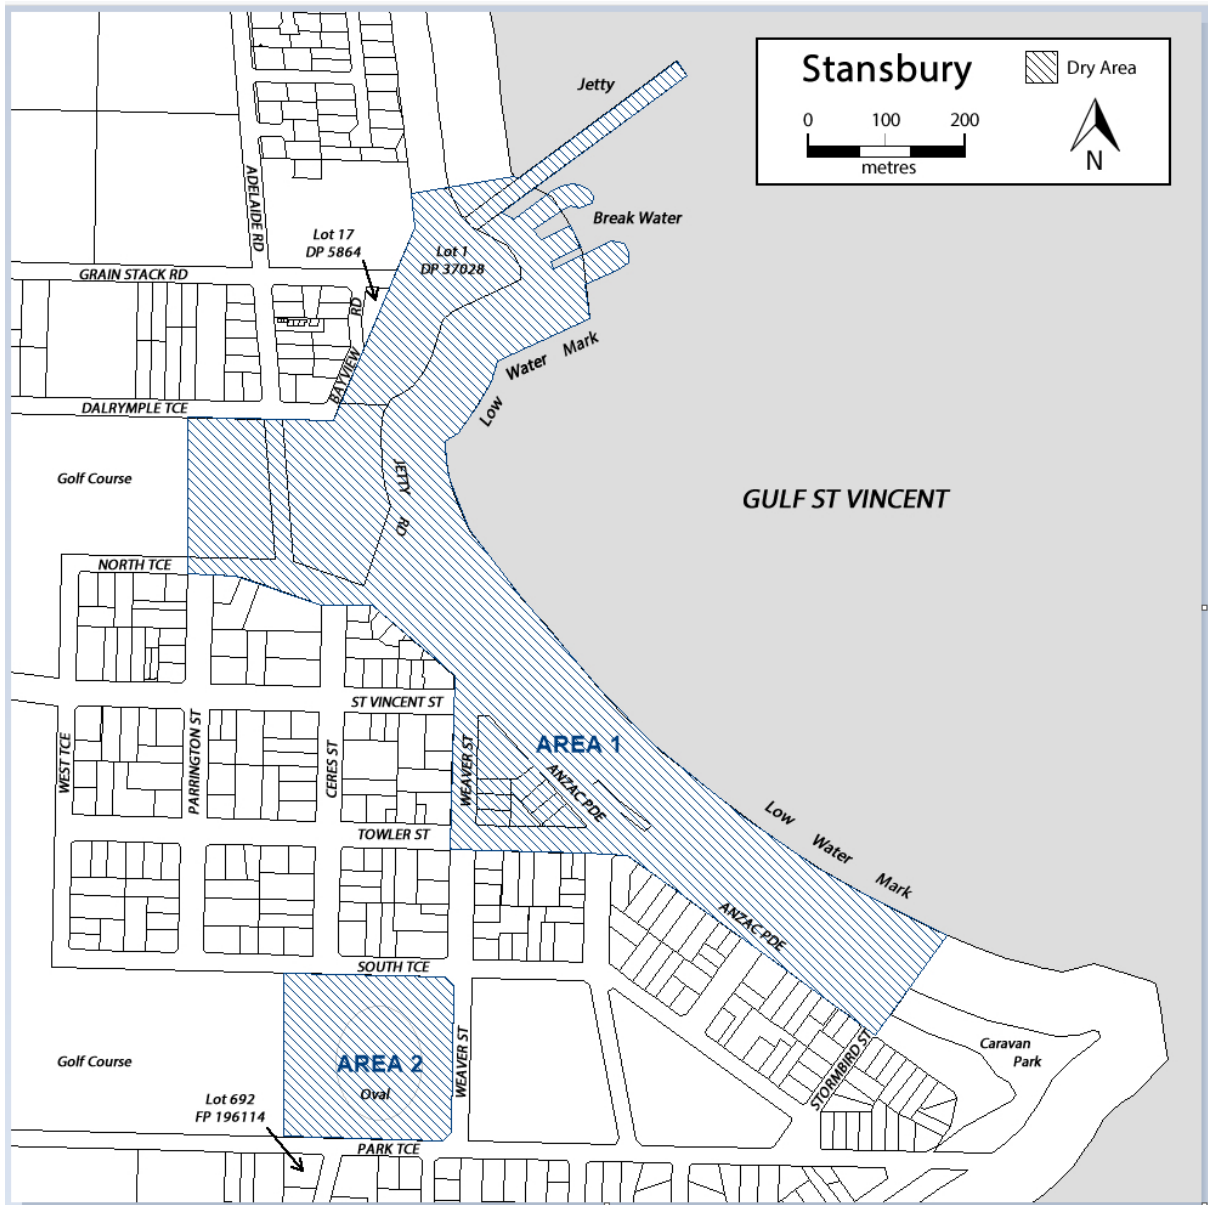 Stansbury
Dry Area
0 100 200
metres
N
Jetty
Break Water
ADELAIDE RD
Lot 17
DP 5864
Lot 1
DP 37028
GRAIN STACK RD
BAYVIEW RD
Low Water Mark
DALRYMPLE TCE
Golf Course
JETTY RD
GULF ST VINCENT
NORTH TCE
ST VINCENT ST
WEST TCE
PARRINGTON ST
CERES ST
WEAVER ST
AREA 1
ANZAC PDE
TOWLER ST
Low Water Mark
ANZAC PDE
SOUTH TCE
Golf Course
AREA 2
Oval
WEAVER ST
STORMBIRD ST
Caravan
Park
Lot 692
FP 196114
PARK TCE